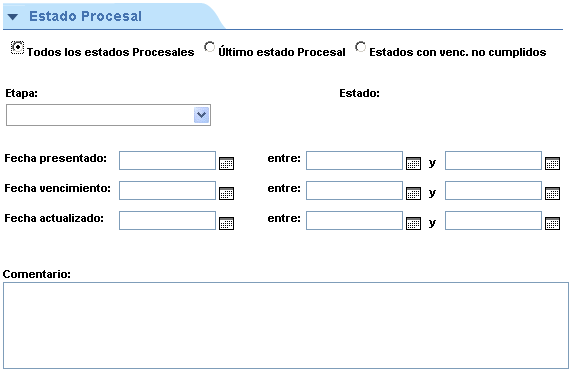 Estado Procesal
Todos los estados Procesales Último estado Procesal Estados con venc. no cumplidos
Etapa: Estado:
Fecha presentado: entre: y
Fecha vencimiento: entre: y
Fecha actualizado: entre: y
Comentario: